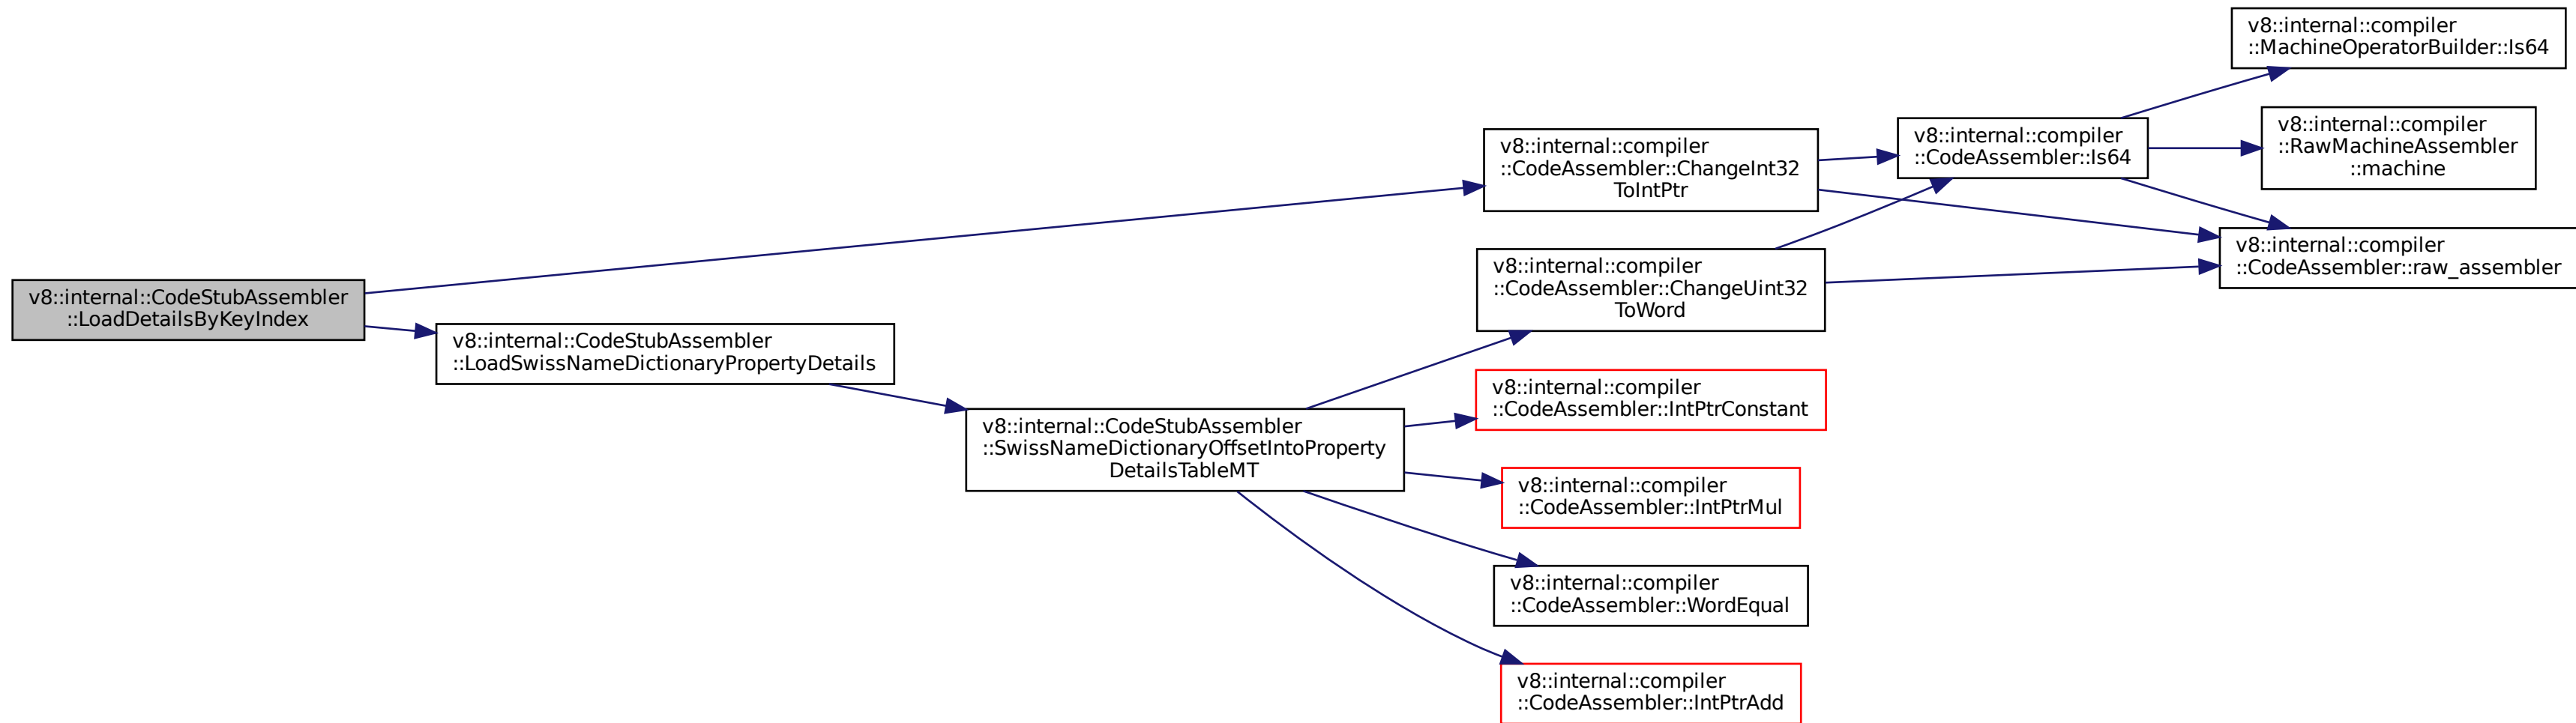 v8::internal::CodeStubAssembler
::LoadDetailsByKeyIndex
v8::internal::CodeStubAssembler
::LoadSwissNameDictionaryPropertyDetails
v8::internal::CodeStubAssembler
::SwissNameDictionaryOffsetIntoProperty
DetailsTableMT
v8::internal::compiler
::CodeAssembler::ChangeInt32
ToIntPtr
v8::internal::compiler
::CodeAssembler::ChangeUint32
ToWord
v8::internal::compiler
::CodeAssembler::IntPtrConstant
v8::internal::compiler
::CodeAssembler::IntPtrMul
v8::internal::compiler
::CodeAssembler::WordEqual
v8::internal::compiler
::CodeAssembler::IntPtrAdd
v8::internal::compiler
::CodeAssembler::Is64
v8::internal::compiler
::MachineOperatorBuilder::Is64
v8::internal::compiler
::RawMachineAssembler
::machine
v8::internal::compiler
::CodeAssembler::raw_assembler